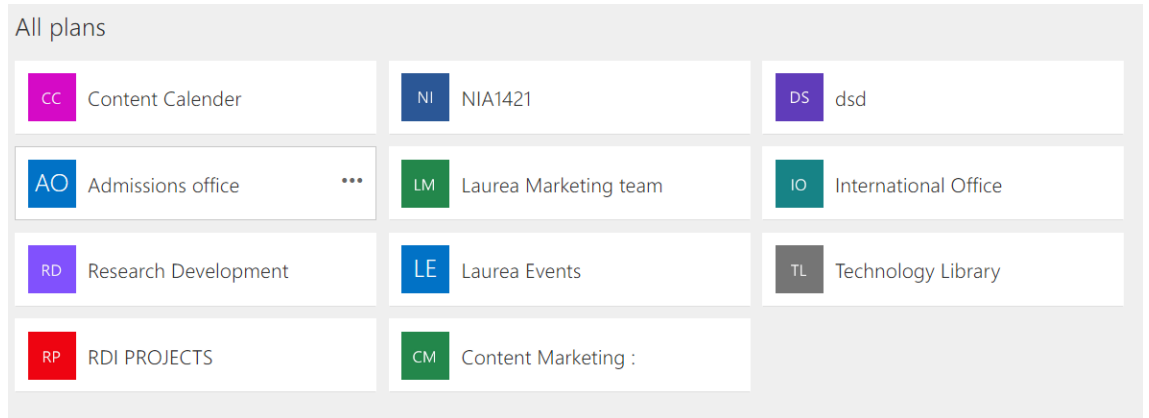 All plans
CC Content Calender
NI NIA1421
DS dsd
AO Admissions office •••
LM Laurea Marketing team
IO International Office
RD Research Development
LE Laurea Events
TL Technology Library
RP RDI PROJECTS
CM Content Marketing :